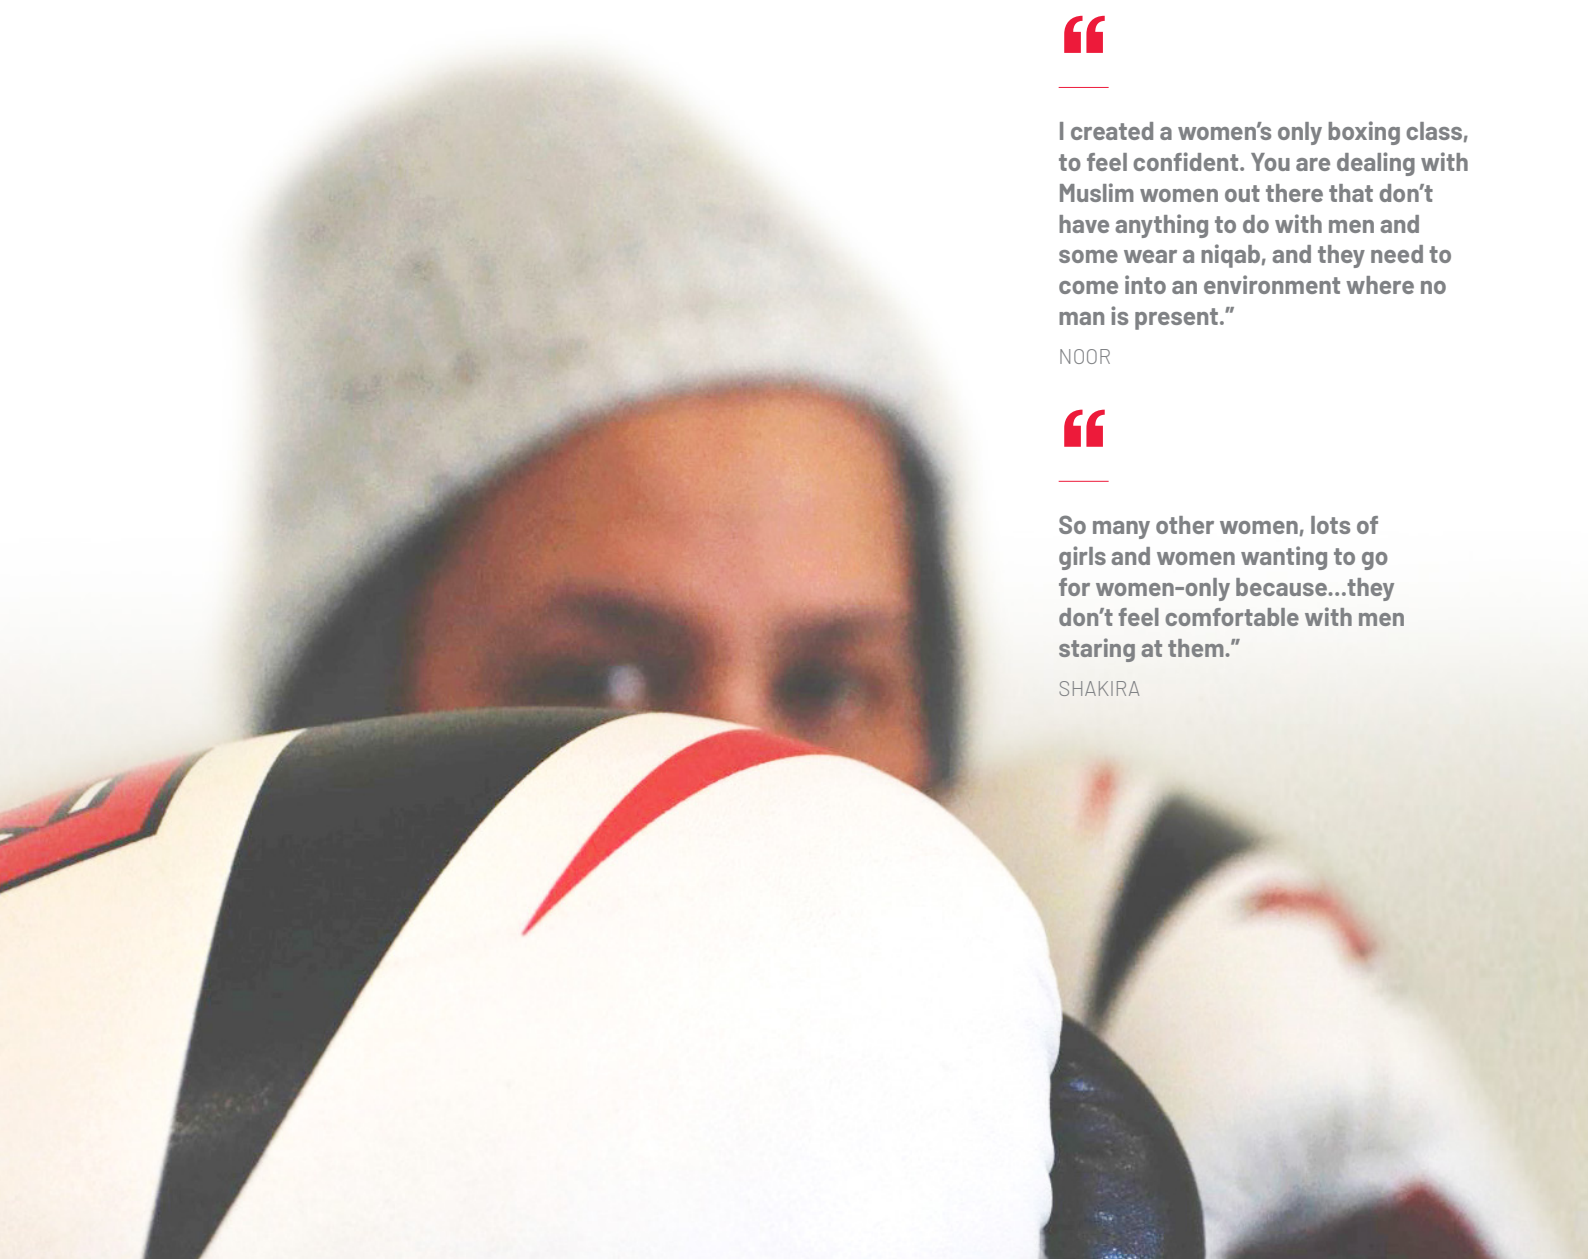 “
I created a women’s only boxing class,
to feel confident. You are dealing with
Muslim women out there that don’t
have anything to do with men and
some wear a niqab, and they need to
come into an environment where no
man is present.”
NOOR
“
So many other women, lots of
girls and women wanting to go
for women-only because...they
don’t feel comfortable with men
staring at them.”
SHAKIRA